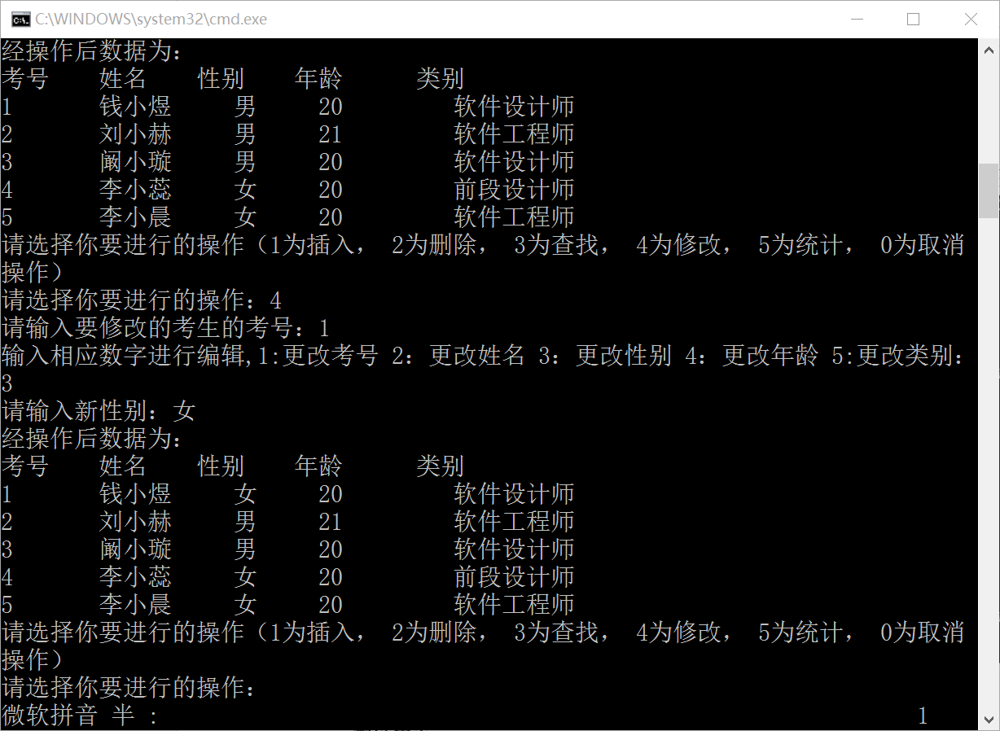 C:\WINDOWS\system32\cmd.exe
经操作后数据为：
考号 姓名 性别 年龄 类别
1 钱小煜 男 20 软件设计师
2 刘小赫 男 21 软件工程师
3 阚小璇 男 20 软件设计师
4 李小蕊 女 20 前段设计师
5 李小晨 女 20 软件工程师
请选择你要进行的操作（1为插入， 2为删除， 3为查找， 4为修改， 5为统计， 0为取消
操作）
请选择你要进行的操作：4
请输入要修改的考生的考号：1
输入相应数字进行编辑,1:更改考号 2：更改姓名 3：更改性别 4：更改年龄 5:更改类别：
3
请输入新性别：女
经操作后数据为：
考号 姓名 性别 年龄 类别
1 钱小煜 女 20 软件设计师
2 刘小赫 男 21 软件工程师
3 阚小璇 男 20 软件设计师
4 李小蕊 女 20 前段设计师
5 李小晨 女 20 软件工程师
请选择你要进行的操作（1为插入， 2为删除， 3为查找， 4为修改， 5为统计， 0为取消
操作）
请选择你要进行的操作：
微软拼音 半 : 1